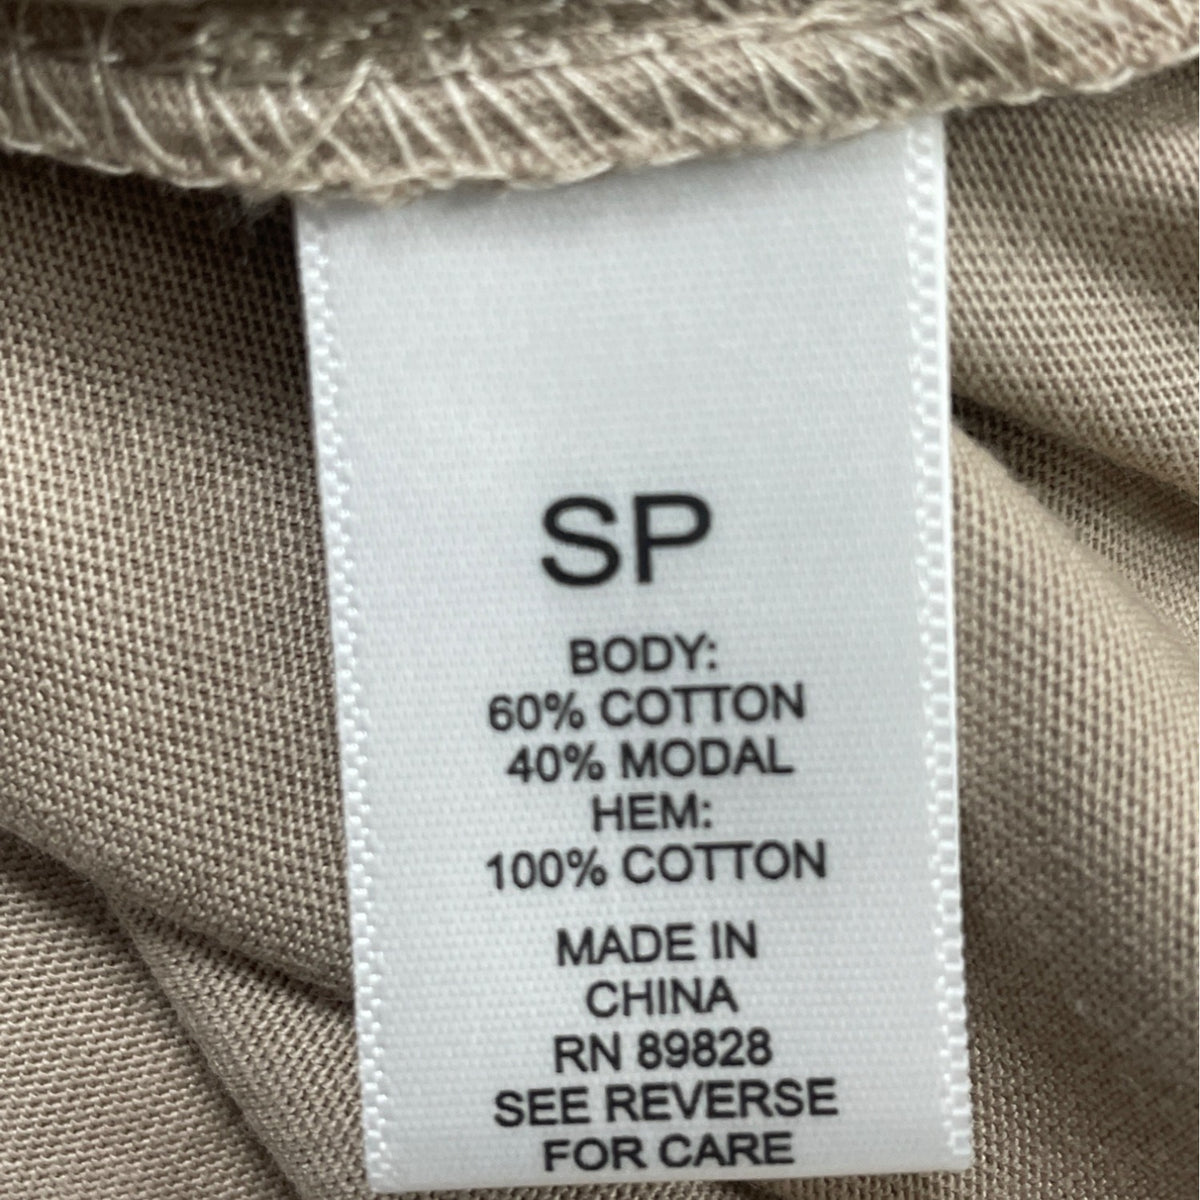 SP
BODY:
60% COTTON
40% MODAL
HEM:
100% COTTON
MADE IN
CHINA
RN 89828
SEE REVERSE
FOR CARE